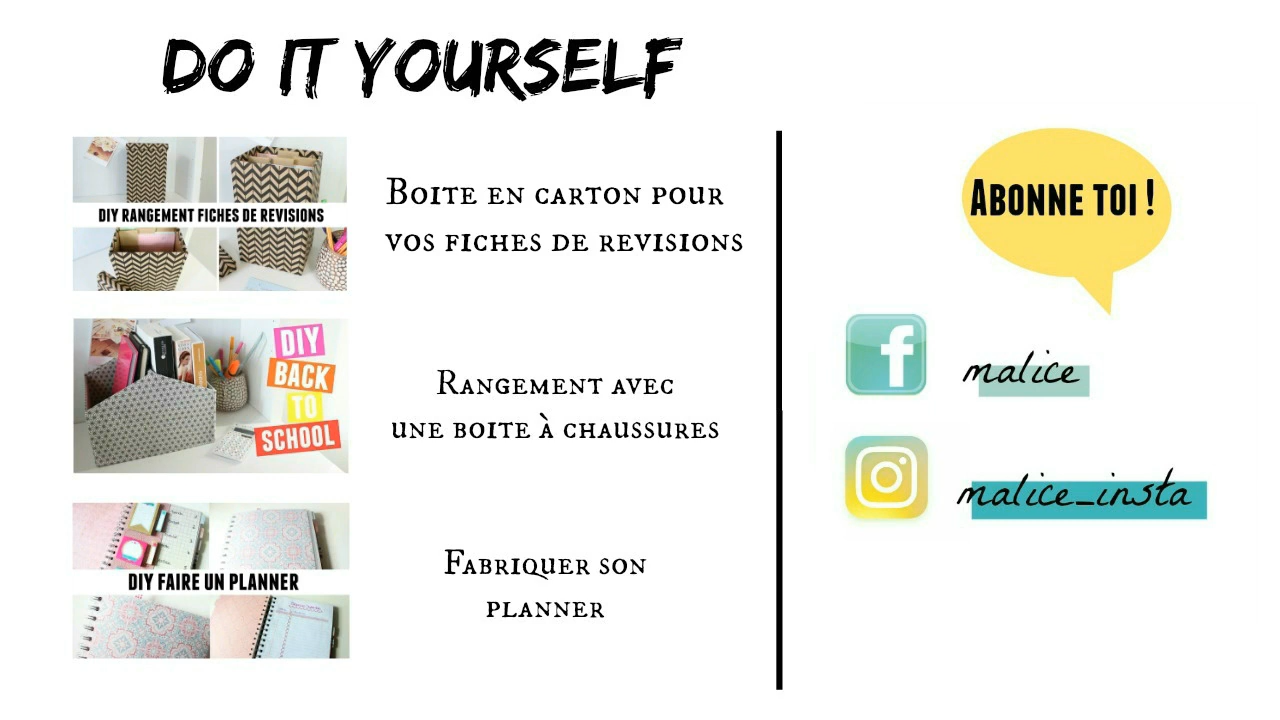 DO IT YOURSELF
DIY RANGEMENT FICHES DE REVISIONS
BOITE EN CARTON POUR
VOS FICHES DE REVISIONS
DIY
BACK
TO
SCHOOL
RANGEMENT AVEC
UNE BOITE À CHAUSSURES
DIY FAIRE UN PLANNER
FABRIQUER SON
PLANNER
ABONNE TOI !
f
malice
malice_insta